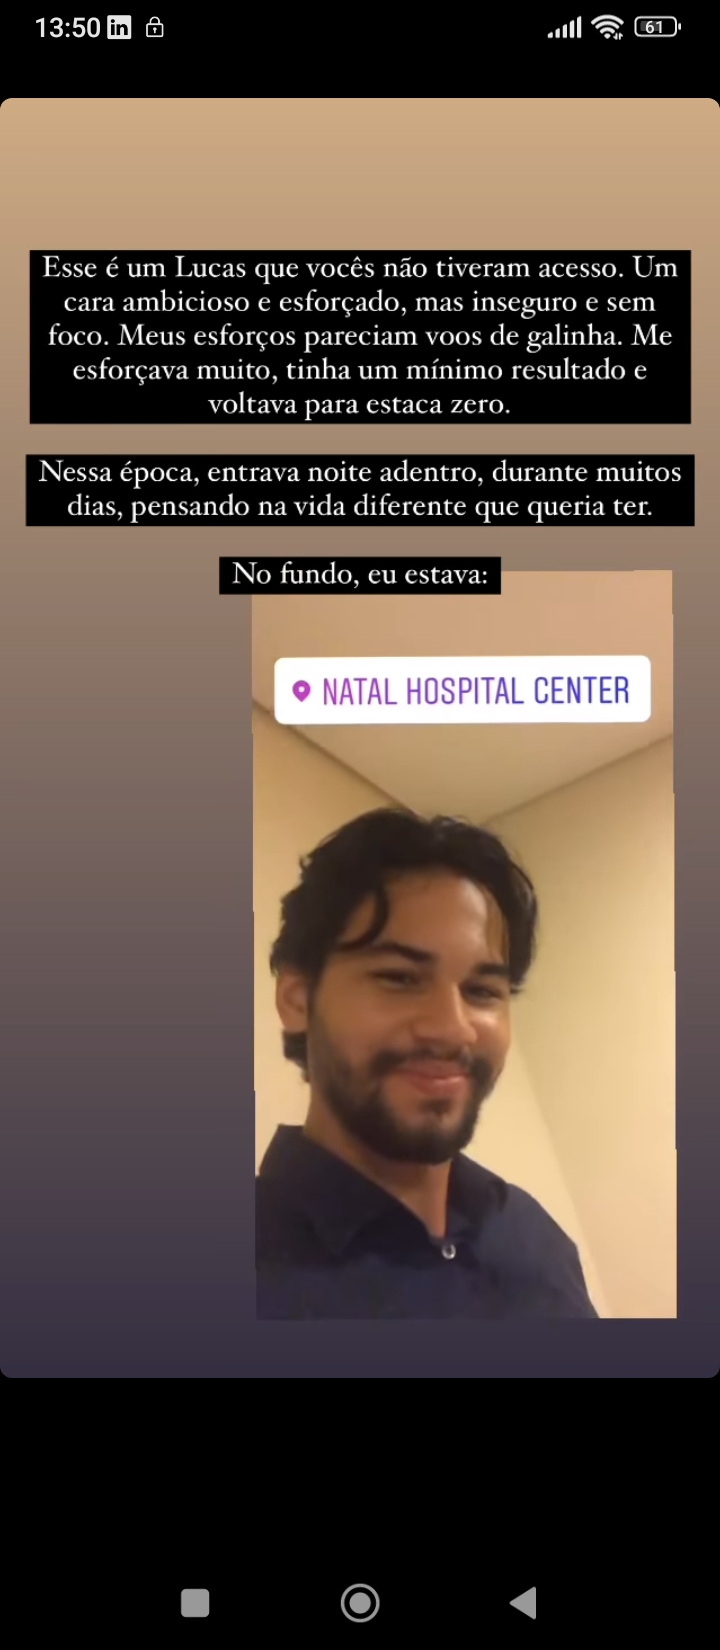 13:50
in
61
Esse é um Lucas que vocês não tiveram acesso. Um
cara ambicioso e esforçado, mas inseguro e sem
foco. Meus esforços pareciam voos de galinha. Me
esforçava muito, tinha um mínimo resultado e
voltava para estaca zero.
Nessa época, entrava noite adentro, durante muitos
dias, pensando na vida diferente que queria ter.
No fundo, eu estava:
NATAL HOSPITAL CENTER